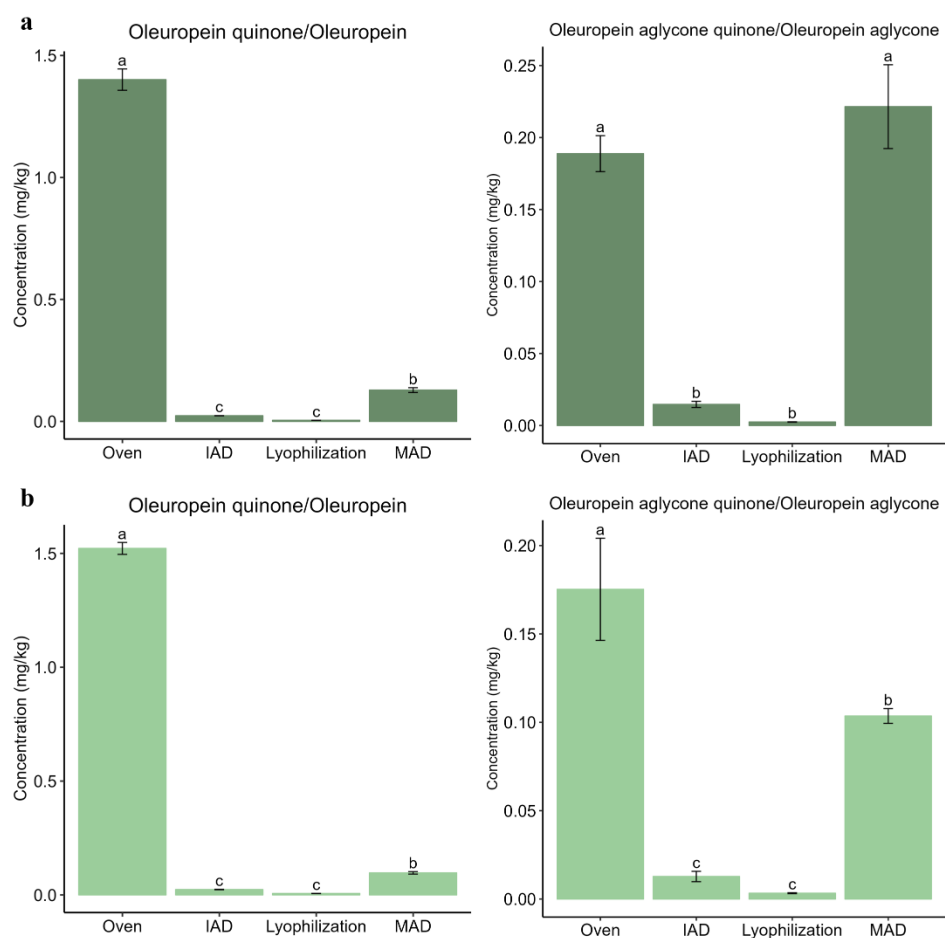 a
Oleuropein quinone/Oleuropein
Concentration (mg/kg)
1.5
1.0
0.5
0.0
a
c
c
b
Oven IAD Lyophilization MAD
Oleuropein aglycone quinone/Oleuropein aglycone
Concentration (mg/kg)
0.25
0.20
0.15
0.10
0.05
0.00
a
b
b
a
Oven IAD Lyophilization MAD
b
Oleuropein quinone/Oleuropein
Concentration (mg/kg)
1.5
1.0
0.5
0.0
a
c
c
b
Oven IAD Lyophilization MAD
Oleuropein aglycone quinone/Oleuropein aglycone
Concentration (mg/kg)
0.20
0.15
0.10
0.05
0.00
a
c
c
b
Oven IAD Lyophilization MAD